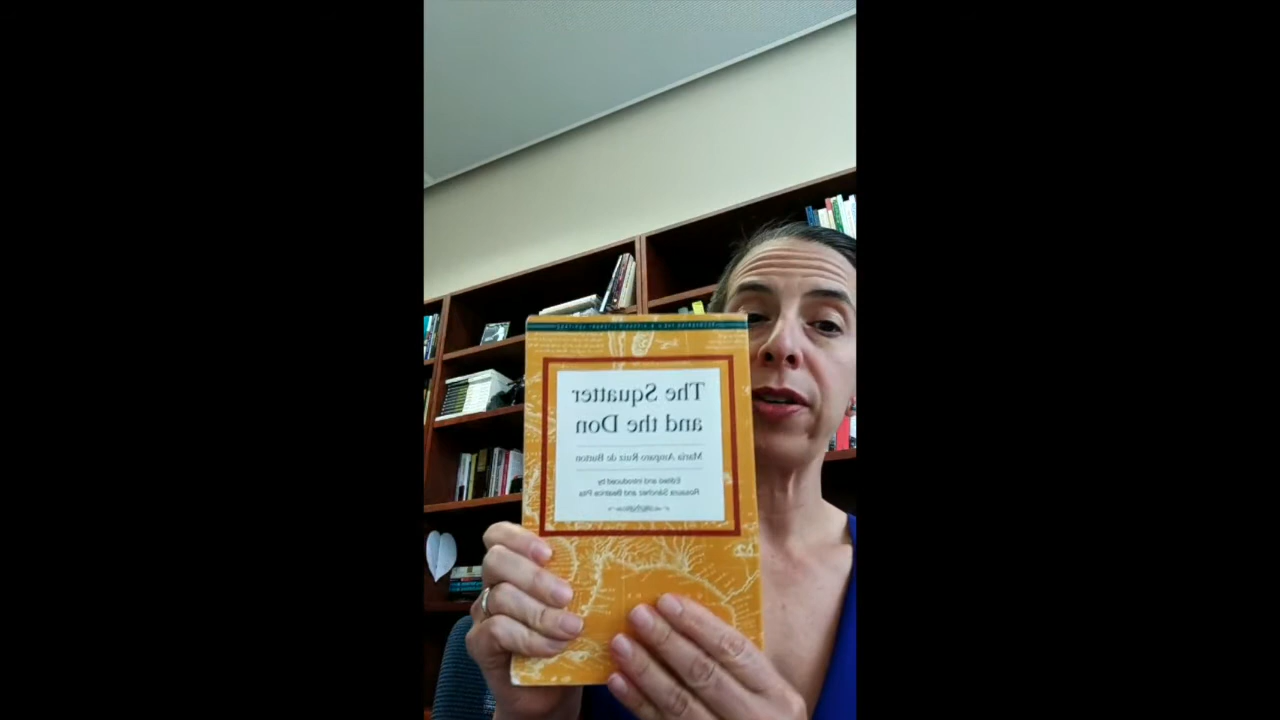 The Squatter
and the Don
María Amparo Ruiz de Burton
Edited and introduced by
Rosaura Sánchez and Beatrice Pita